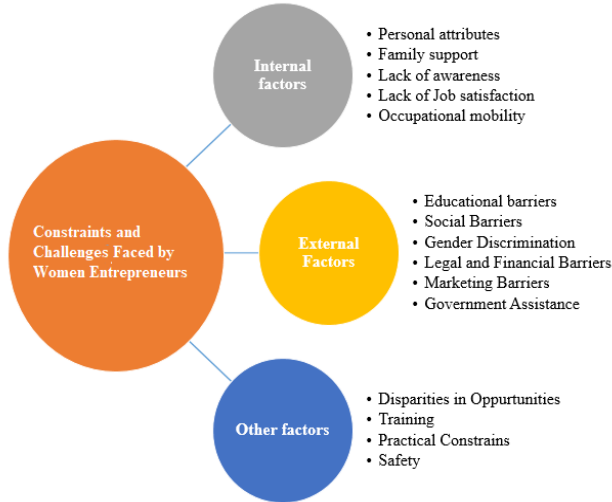 Constraints and
Challenges Faced by
Women Entrepreneurs
Internal
factors
• Personal attributes
• Family support
• Lack of awareness
• Lack of Job satisfaction
• Occupational mobility
External
Factors
• Educational barriers
• Social Barriers
• Gender Discrimination
• Legal and Financial Barriers
• Marketing Barriers
• Government Assistance
Other factors
• Disparities in Oppurtunities
• Training
• Practical Constrains
• Safety